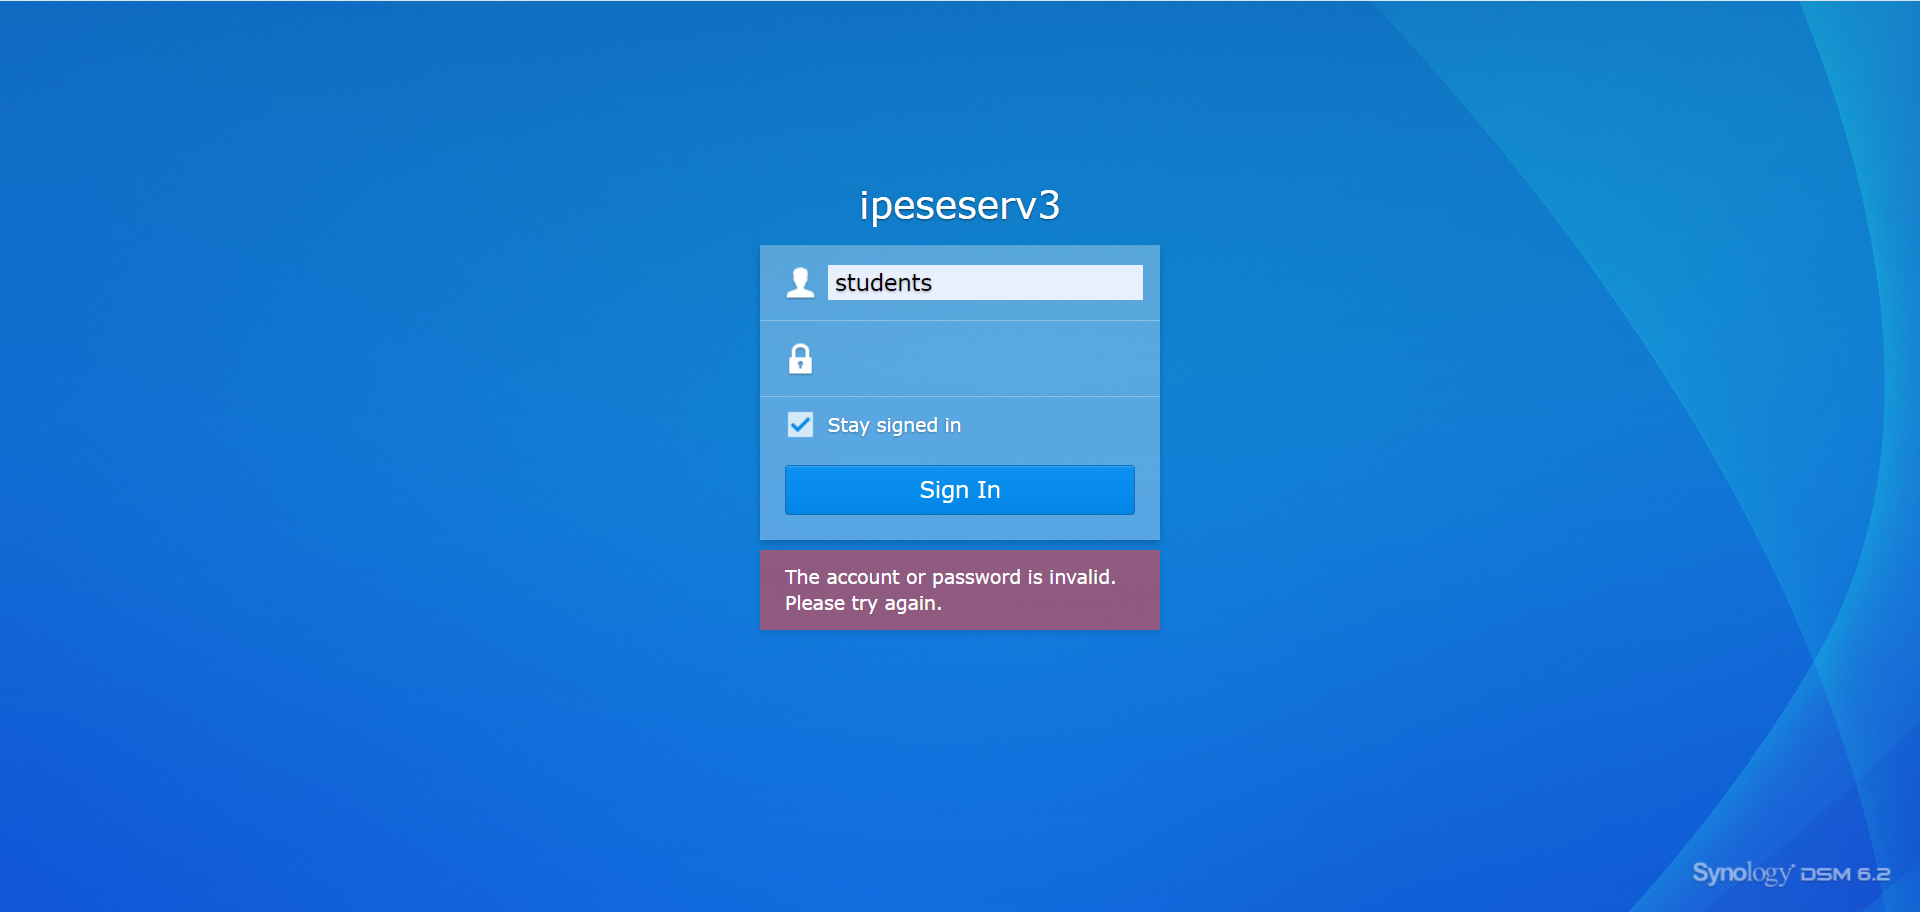 ipeseserv3
students
Stay signed in
Sign In
The account or password is invalid.
Please try again.
Synology DSM 6.2